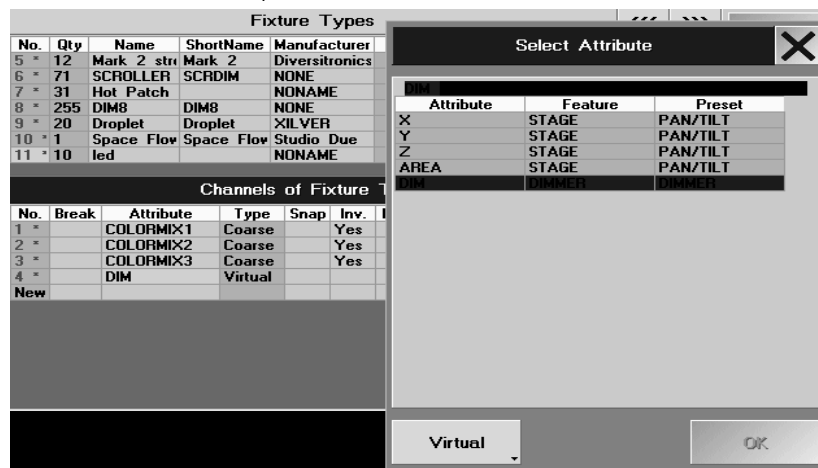 Fixture Types
No. Qty Name ShortName Manufacturer
5 * 12 Mark 2 stro Mark 2 Diversitronics
6 * 71 SCROLLER SCRDIM NONE
7 * 31 Hot Patch NONAME
8 * 255 DIM8 DIM8 NONE
9 * 20 Droplet Droplet XILVER
10 * 1 Space Flow Space Flow Studio Due
11 * 10 led NONAME
Channels of Fixture
No. Break Attribute Type Snap Inv.
1 * COLORMIX1 Coarse Yes
2 * COLORMIX2 Coarse Yes
3 * COLORMIX3 Coarse Yes
4 * DIM Virtual
New
Select Attribute
DIM
Attribute Feature Preset
X STAGE PAN/TILT
Y STAGE PAN/TILT
Z STAGE PAN/TILT
AREA STAGE PAN/TILT
DIM DIMMER DIMMER
Virtual
OK